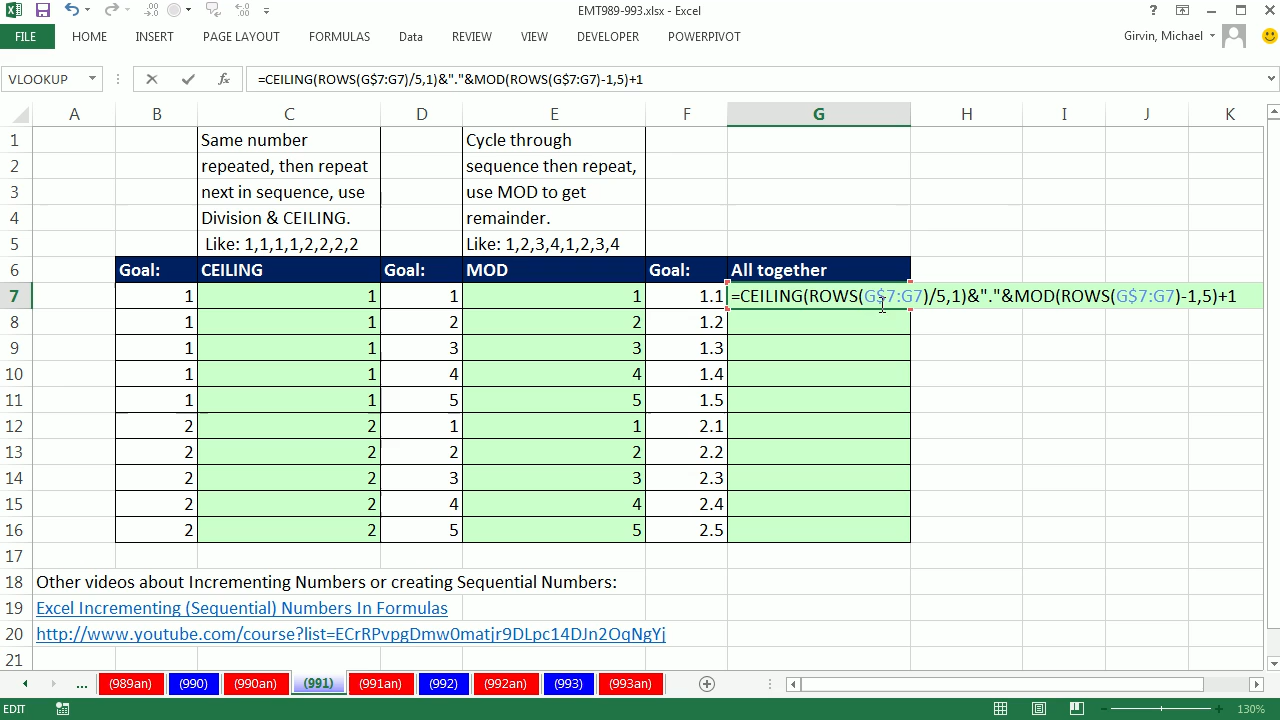 EMT989-993.xlsx - Excel
FILE HOME INSERT PAGE LAYOUT FORMULAS Data REVIEW VIEW DEVELOPER POWERPIVOT Girvin, Michael
VLOOKUP fx =CEILING(ROWS(G$7:G7)/5,1)&"."&MOD(ROWS(G$7:G7)-1,5)+1
A B C D E F G H I J K
1 Same number Cycle through
2 repeated, then repeat sequence then repeat,
3 next in sequence, use use MOD to get
4 Division & CEILING. remainder.
5 Like: 1,1,1,1,2,2,2,2 Like: 1,2,3,4,1,2,3,4
6 Goal: CEILING Goal: MOD Goal: All together
7 1 1 1 1 1.1 =CEILING(ROWS(G$7:G7)/5,1)&"."&MOD(ROWS(G$7:G7)-1,5)+1
8 1 1 2 2 1.2
9 1 1 3 3 1.3
10 1 1 4 4 1.4
11 1 1 5 5 1.5
12 2 2 1 1 2.1
13 2 2 2 2 2.2
14 2 2 3 3 2.3
15 2 2 4 4 2.4
16 2 2 5 5 2.5
17
18 Other videos about Incrementing Numbers or creating Sequential Numbers:
19 Excel Incrementing (Sequential) Numbers In Formulas
20 http://www.youtube.com/course?list=ECrRPvpgDmw0matjr9DLpc14DJn2OqNgYj
21
... (989an) (990) (990an) (991) (991an) (992) (992an) (993) (993an)
EDIT 130%